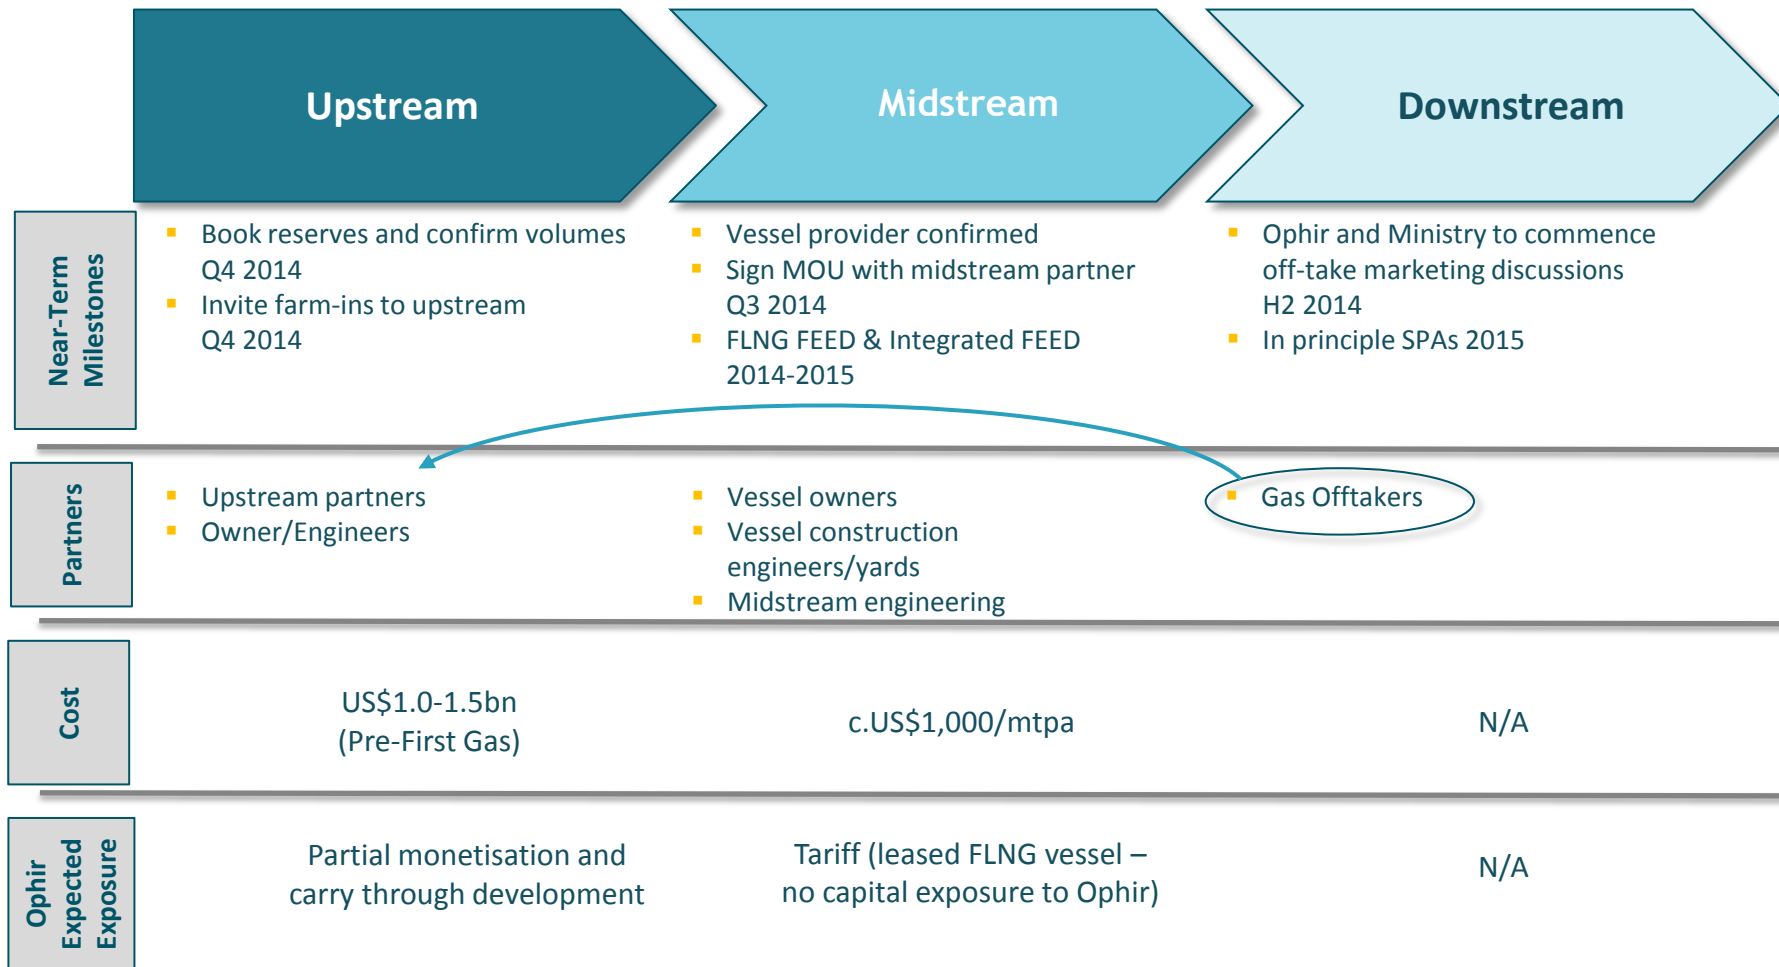 Upstream
Midstream
Downstream
Near-Term
Milestones
Book reserves and confirm volumes
Q4 2014
Invite farm-ins to upstream
Q4 2014
Vessel provider confirmed
Sign MOU with midstream partner
Q3 2014
FLNG FEED & Integrated FEED
2014-2015
Ophir and Ministry to commence
off-take marketing discussions
H2 2014
In principle SPAs 2015
Partners
Upstream partners
Owner/Engineers
Vessel owners
Vessel construction
engineers/yards
Midstream engineering
Gas Offtakers
Cost
US$1.0-1.5bn
(Pre-First Gas)
c.US$1,000/mtpa
N/A
Ophir
Expected
Exposure
Partial monetisation and
carry through development
Tariff (leased FLNG vessel –
no capital exposure to Ophir)
N/A